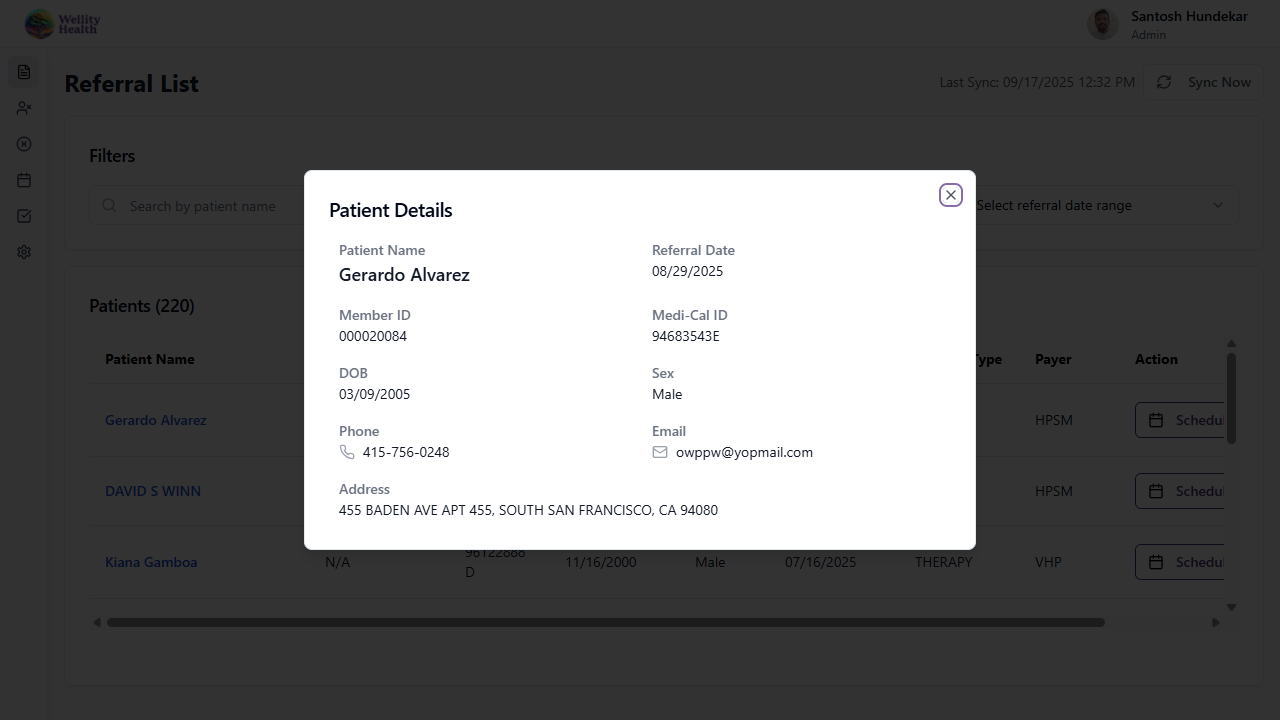 Wellity
Health
Santosh Hundekar
Admin
Referral List
Last Sync: 09/17/2025 12:32 PM
Sync Now
Filters
Search by patient name
Select referral date range
Patient Details
Patient Name
Gerardo Alvarez
Referral Date
08/29/2025
Member ID
000020084
Medi-Cal ID
94683543E
DOB
03/09/2005
Sex
Male
Phone
415-756-0248
Email
owppw@yopmail.com
Address
455 BADEN AVE APT 455, SOUTH SAN FRANCISCO, CA 94080
Patients (220)
Patient Name
Type
Payer
Action
Gerardo Alvarez
HPSM
Schedu
DAVID S WINN
HPSM
Schedu
Kiana Gamboa
N/A
96122888
D
11/16/2000
Male
07/16/2025
THERAPY
VHP
Schedu